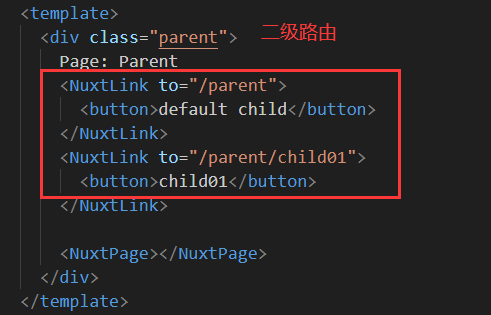 <template>
<div class="parent">
二级路由
Page: Parent
<NuxtLink to="/parent">
<button>default child</button>
</NuxtLink>
<NuxtLink to="/parent/child01">
<button>child01</button>
</NuxtLink>
<NuxtPage></NuxtPage>
</div>
</template>